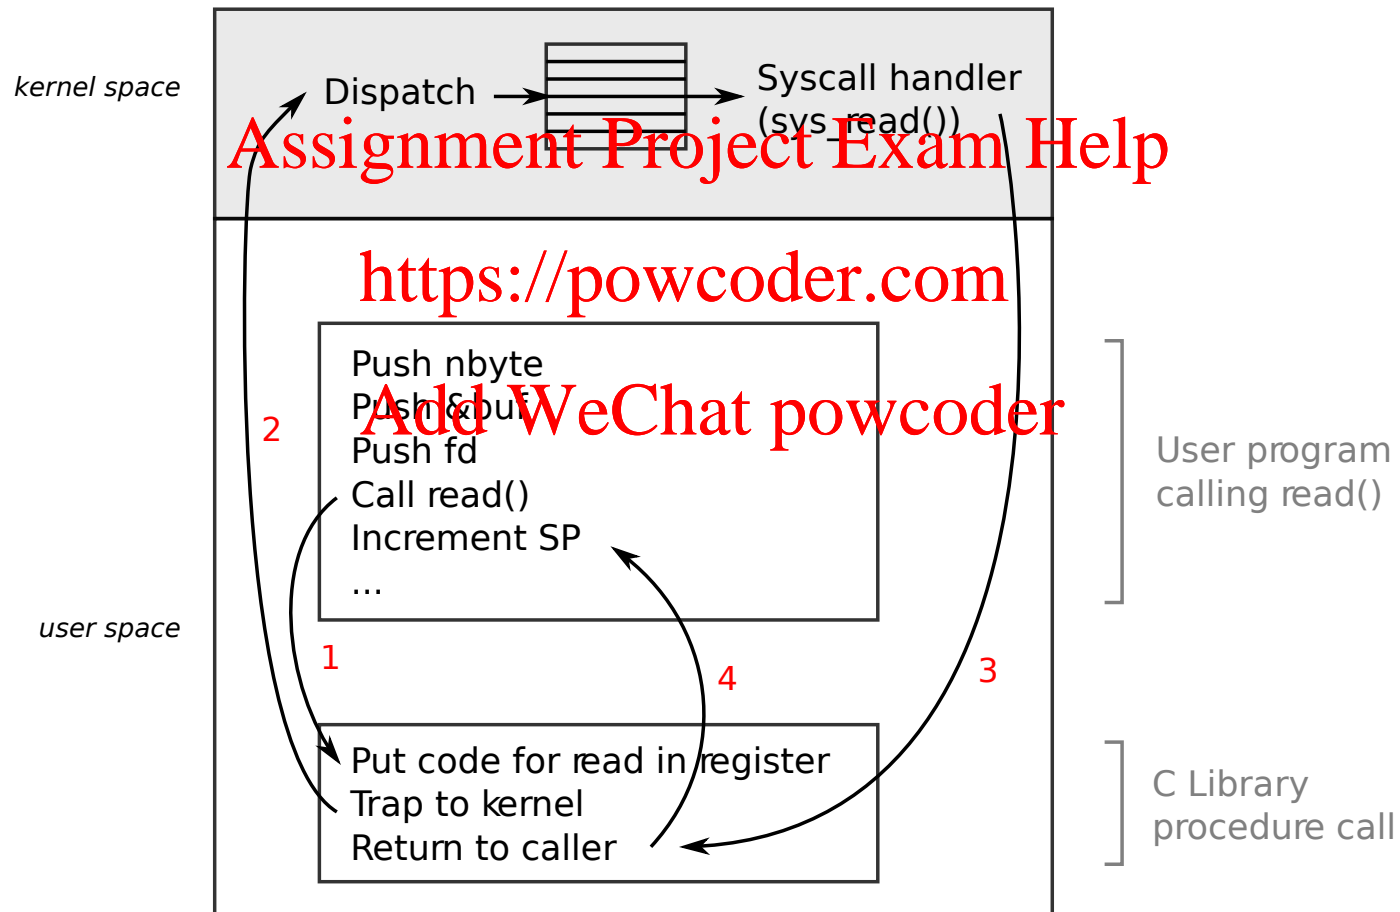 kernel space
Dispatch
Syscall handler
(sys_read())
Assignment Project Exam Help
https://powcoder.com
Push nbyte
Push &buf
Add WeChat powcoder
Push fd
Call read()
Increment SP
...
2
User program
calling read()
user space
1
4
3
Put code for read in register
Trap to kernel
Return to caller
C Library
procedure call